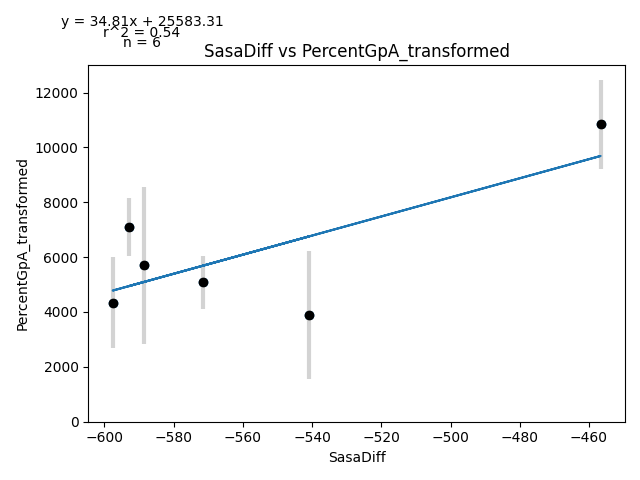 y = 34.81x + 25583.31
r^2 = 0.54
n = 6
SasaDiff vs PercentGpA_transformed
12000
10000
8000
6000
4000
2000
0
PercentGpA_transformed
−600
−580
−560
−540
−520
−500
−480
−460
SasaDiff